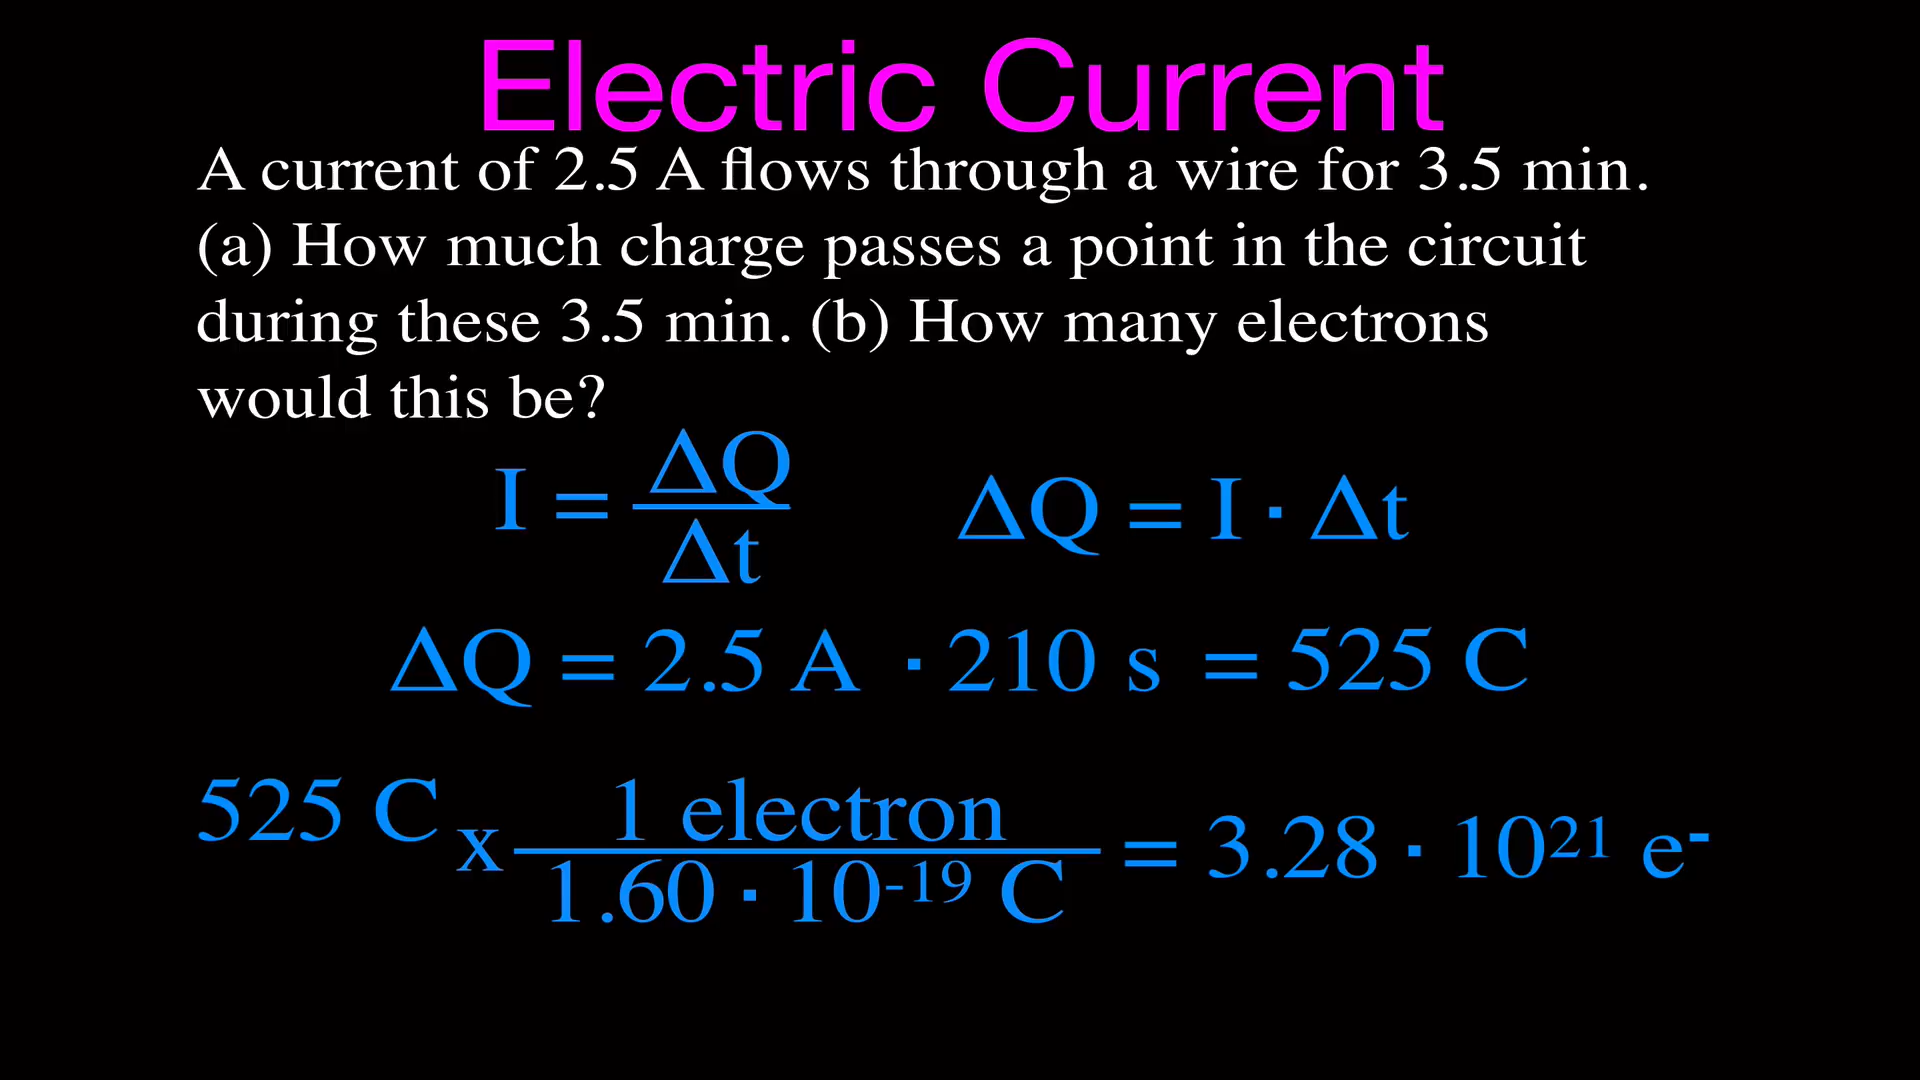 Electric Current
A current of 2.5 A flows through a wire for 3.5 min.
(a) How much charge passes a point in the circuit
during these 3.5 min. (b) How many electrons
would this be?
I = ΔQ/Δt    ΔQ = I · Δt
ΔQ = 2.5 A · 210 s = 525 C
525 C x 1 electron / 1.60 · 10⁻¹⁹ C = 3.28 · 10²¹ e⁻